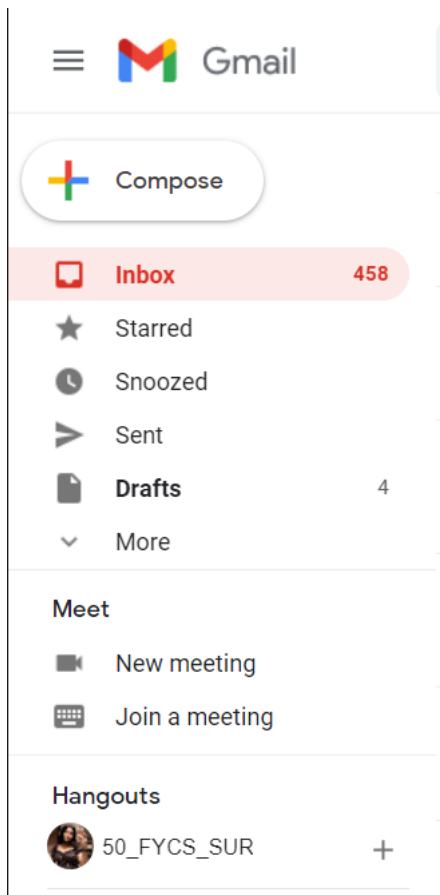 Gmail
Compose
Inbox 458
Starred
Snoozed
Sent
Drafts 4
More
Meet
New meeting
Join a meeting
Hangouts
50_FYCS_SUR